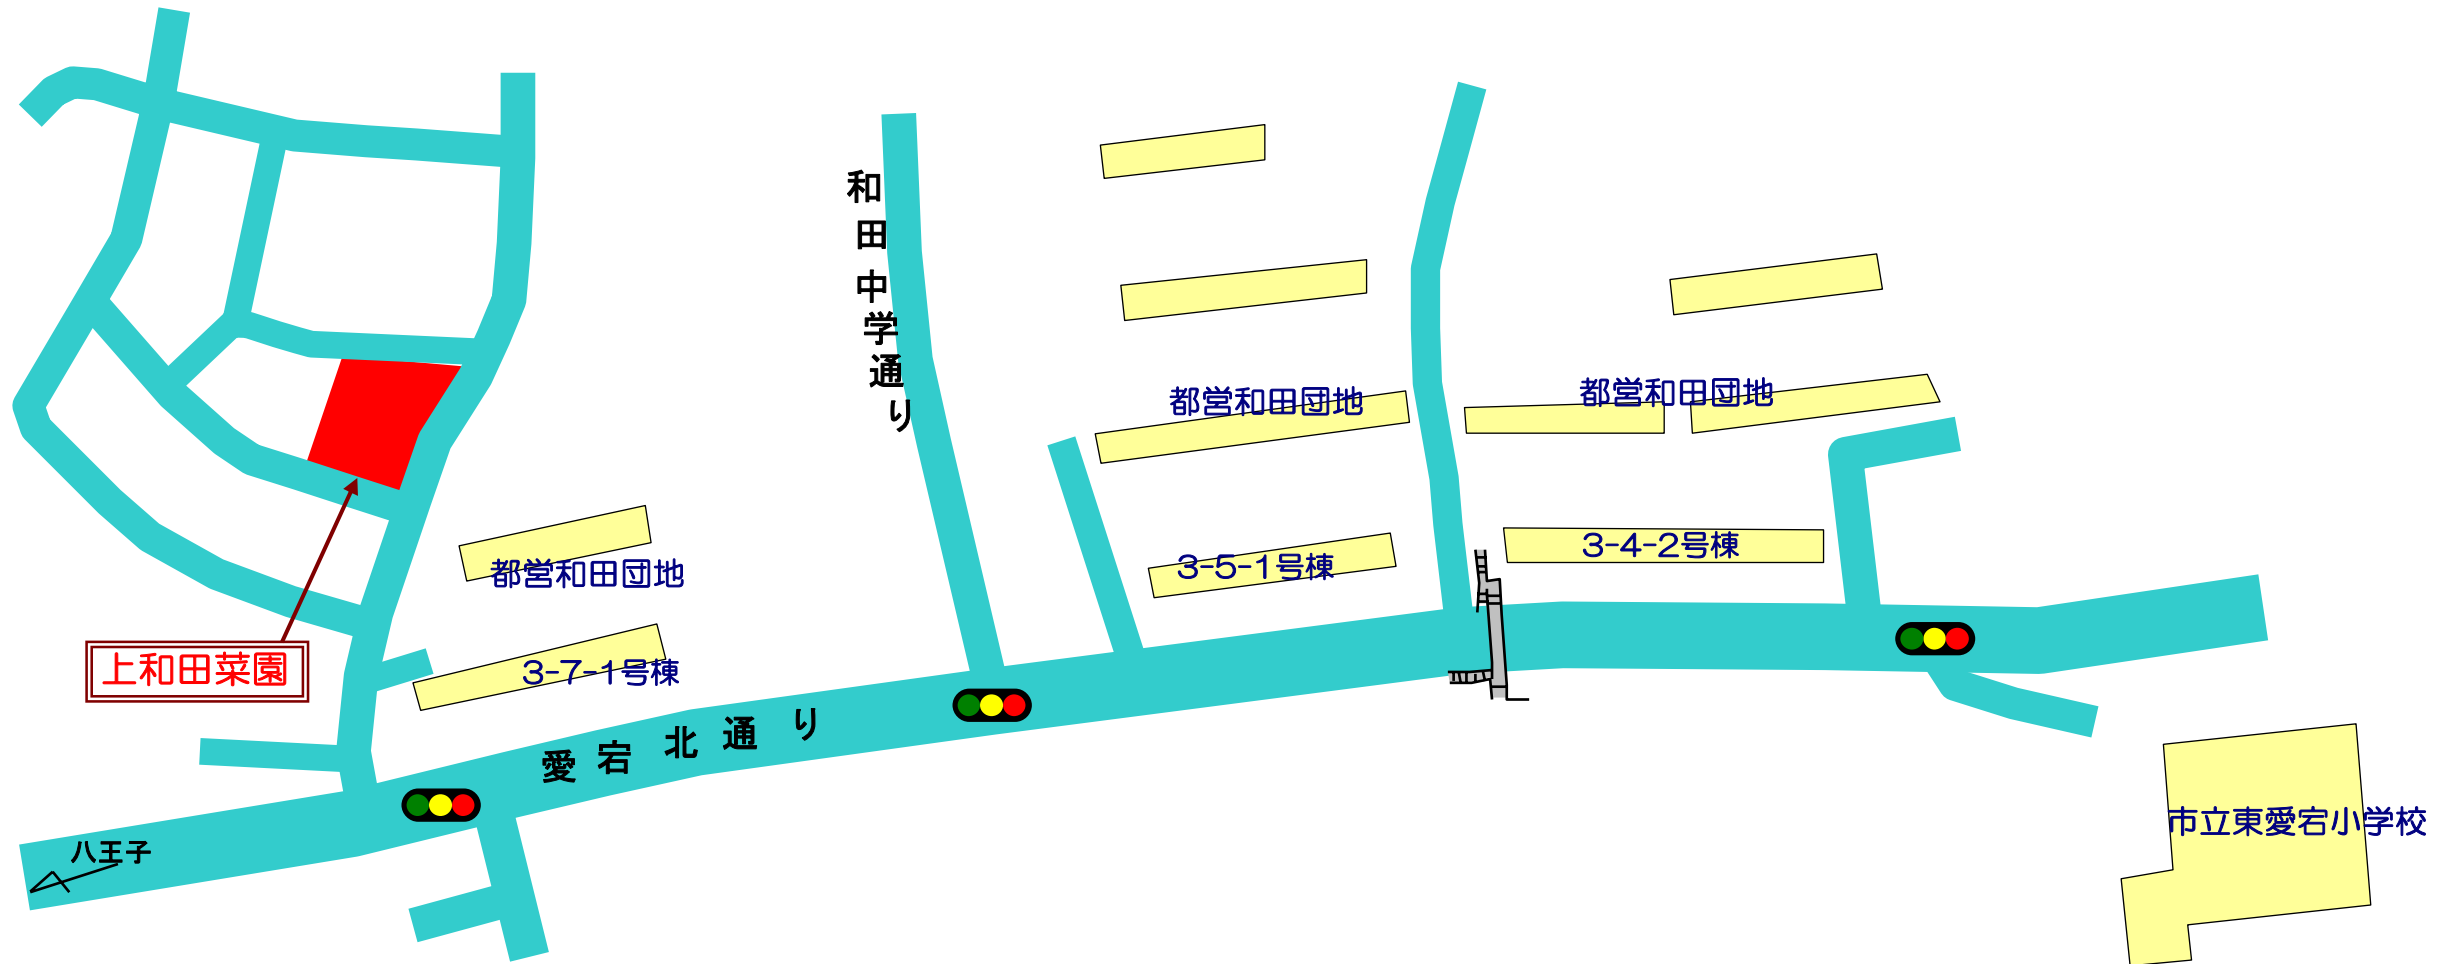 和田中学通り
都営和田団地
都営和田団地
3-5-1号棟
3-4-2号棟
都営和田団地
3-7-1号棟
上和田菜園
愛宕北通り
八王子
市立東愛宕小学校